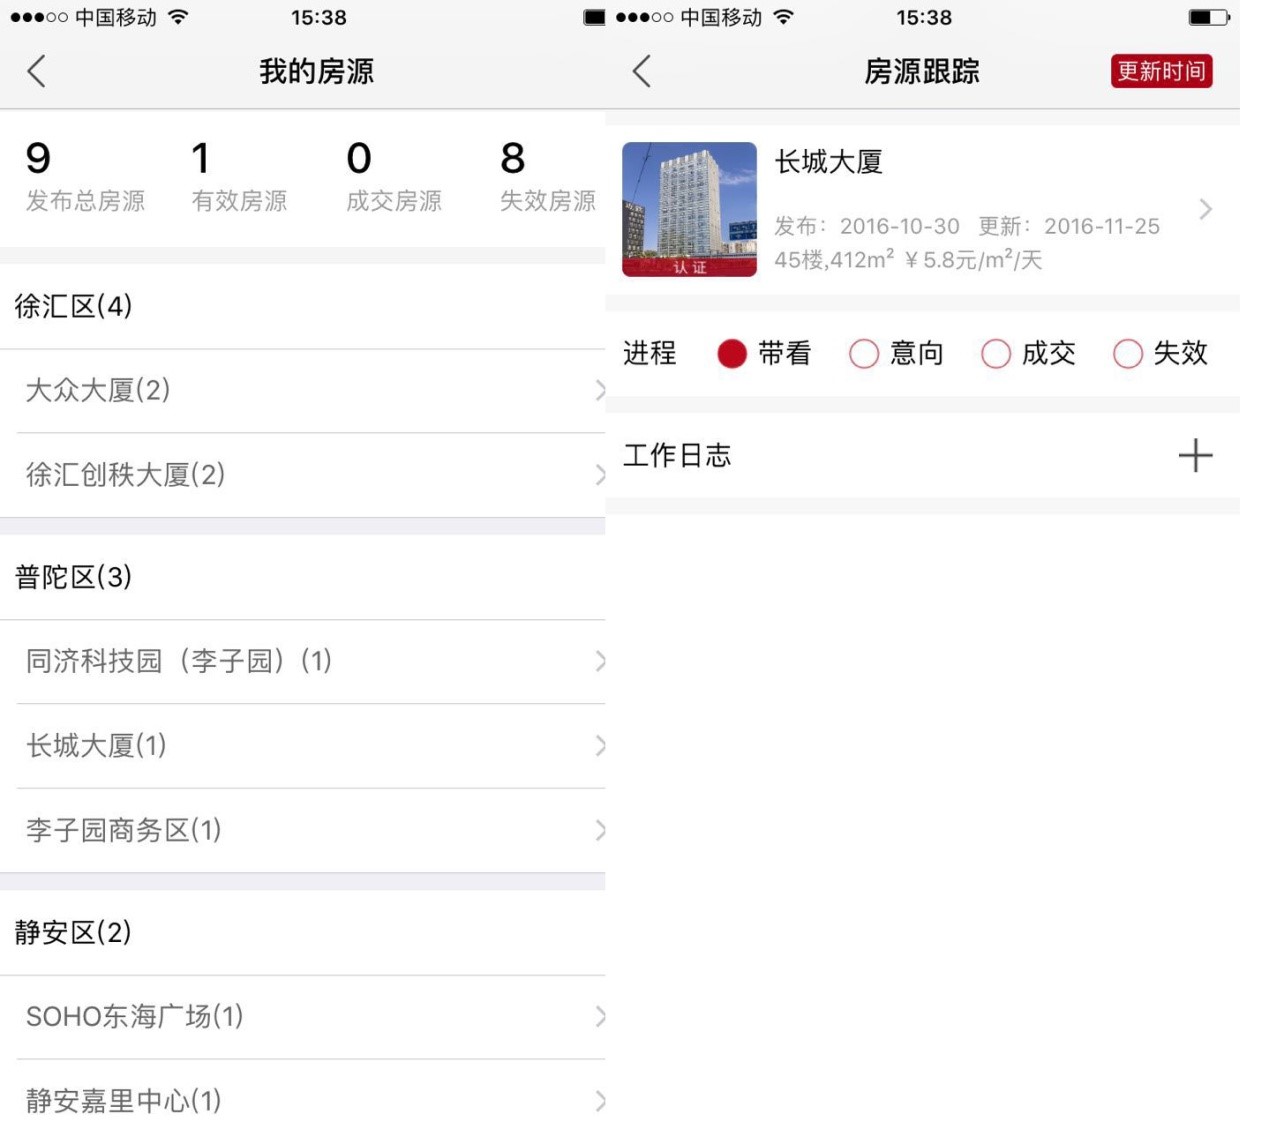 中国移动
15:38
我的房源
9 1 0 8
发布总房源 有效房源 成交房源 失效房源
徐汇区(4)
大众大厦(2)
徐汇创秩大厦(2)
普陀区(3)
同济科技园（李子园）(1)
长城大厦(1)
李子园商务区(1)
静安区(2)
SOHO东海广场(1)
静安嘉里中心(1)
中国移动
15:38
房源跟踪
更新时间
长城大厦
发布：2016-10-30 更新：2016-11-25
45楼,412m² ¥5.8元/m²/天
认证
进程 带看 意向 成交 失效
工作日志